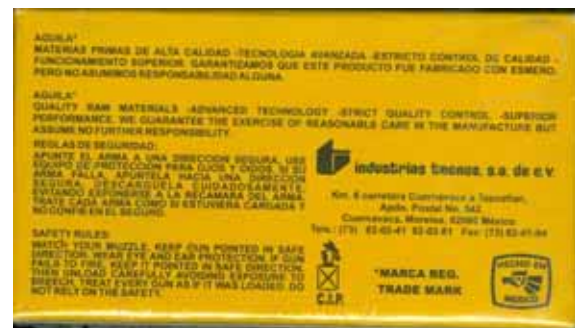 AGUILA*
MATERIAS PRIMAS DE ALTA CALIDAD -TECNOLOGIA AVANZADA -ESTRICTO CONTROL DE CALIDAD -
FUNCIONAMIENTO SUPERIOR. GARANTIZAMOS QUE ESTE PRODUCTO FUE FABRICADO CON ESMERO,
PERO NO ASUMIMOS RESPONSABILIDAD ALGUNA.
AGUILA*
QUALITY RAW MATERIALS -ADVANCED TECHNOLOGY -STRICT QUALITY CONTROL -SUPERIOR
PERFORMANCE. WE GUARANTEE THE EXERCISE OF REASONABLE CARE IN THE MANUFACTURE BUT
ASSUME NO FURTHER RESPONSIBILITY.
REGLAS DE SEGURIDAD:
APUNTE EL ARMA A UNA DIRECCION SEGURA, USE
EQUIPO DE PROTECCION PARA OJOS Y OIDOS, SI SU
ARMA FALLA, APUNTELA HACIA UNA DIRECCION
SEGURA, DESCARGUELA CUIDADOSAMENTE,
EVITANDO EXPONERSE A LA RECAMARA DEL ARMA.
TRATE CADA ARMA COMO SI ESTUVIERA CARGADA Y
NO CONFIE EN EL SEGURO.
SAFETY RULES:
WATCH YOUR MUZZLE. KEEP GUN POINTED IN SAFE
DIRECTION. WEAR EYE AND EAR PROTECTION. IF GUN
FAILS TO FIRE, KEEP IT POINTED IN SAFE DIRECTION,
THEN UNLOAD CAREFULLY AVOIDING EXPOSURE TO
BREECH. TREAT EVERY GUN AS IF IT WAS LOADED. DO
NOT RELY ON THE SAFETY.
industrias tecnos, s.a. de c.v.
Km. 6 carretera Cuernavaca a Tepoztlan,
Apdo. Postal No. 542
Cuernavaca, Morelos, 62000 México
Tels.: (73) Fax: (73)
C.I.P.
*MARCA REG.
TRADE MARK
HECHO EN
MEXICO